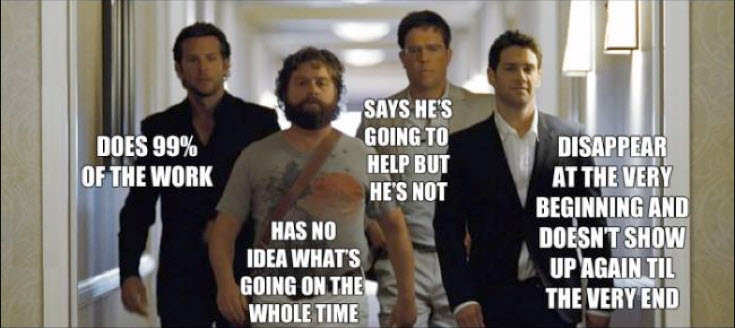 DOES 99%
OF THE WORK
HAS NO
IDEA WHAT'S
GOING ON THE
WHOLE TIME
SAYS HE'S
GOING TO
HELP BUT
HE'S NOT
DISAPPEAR
AT THE VERY
BEGINNING AND
DOESN'T SHOW
UP AGAIN TIL
THE VERY END